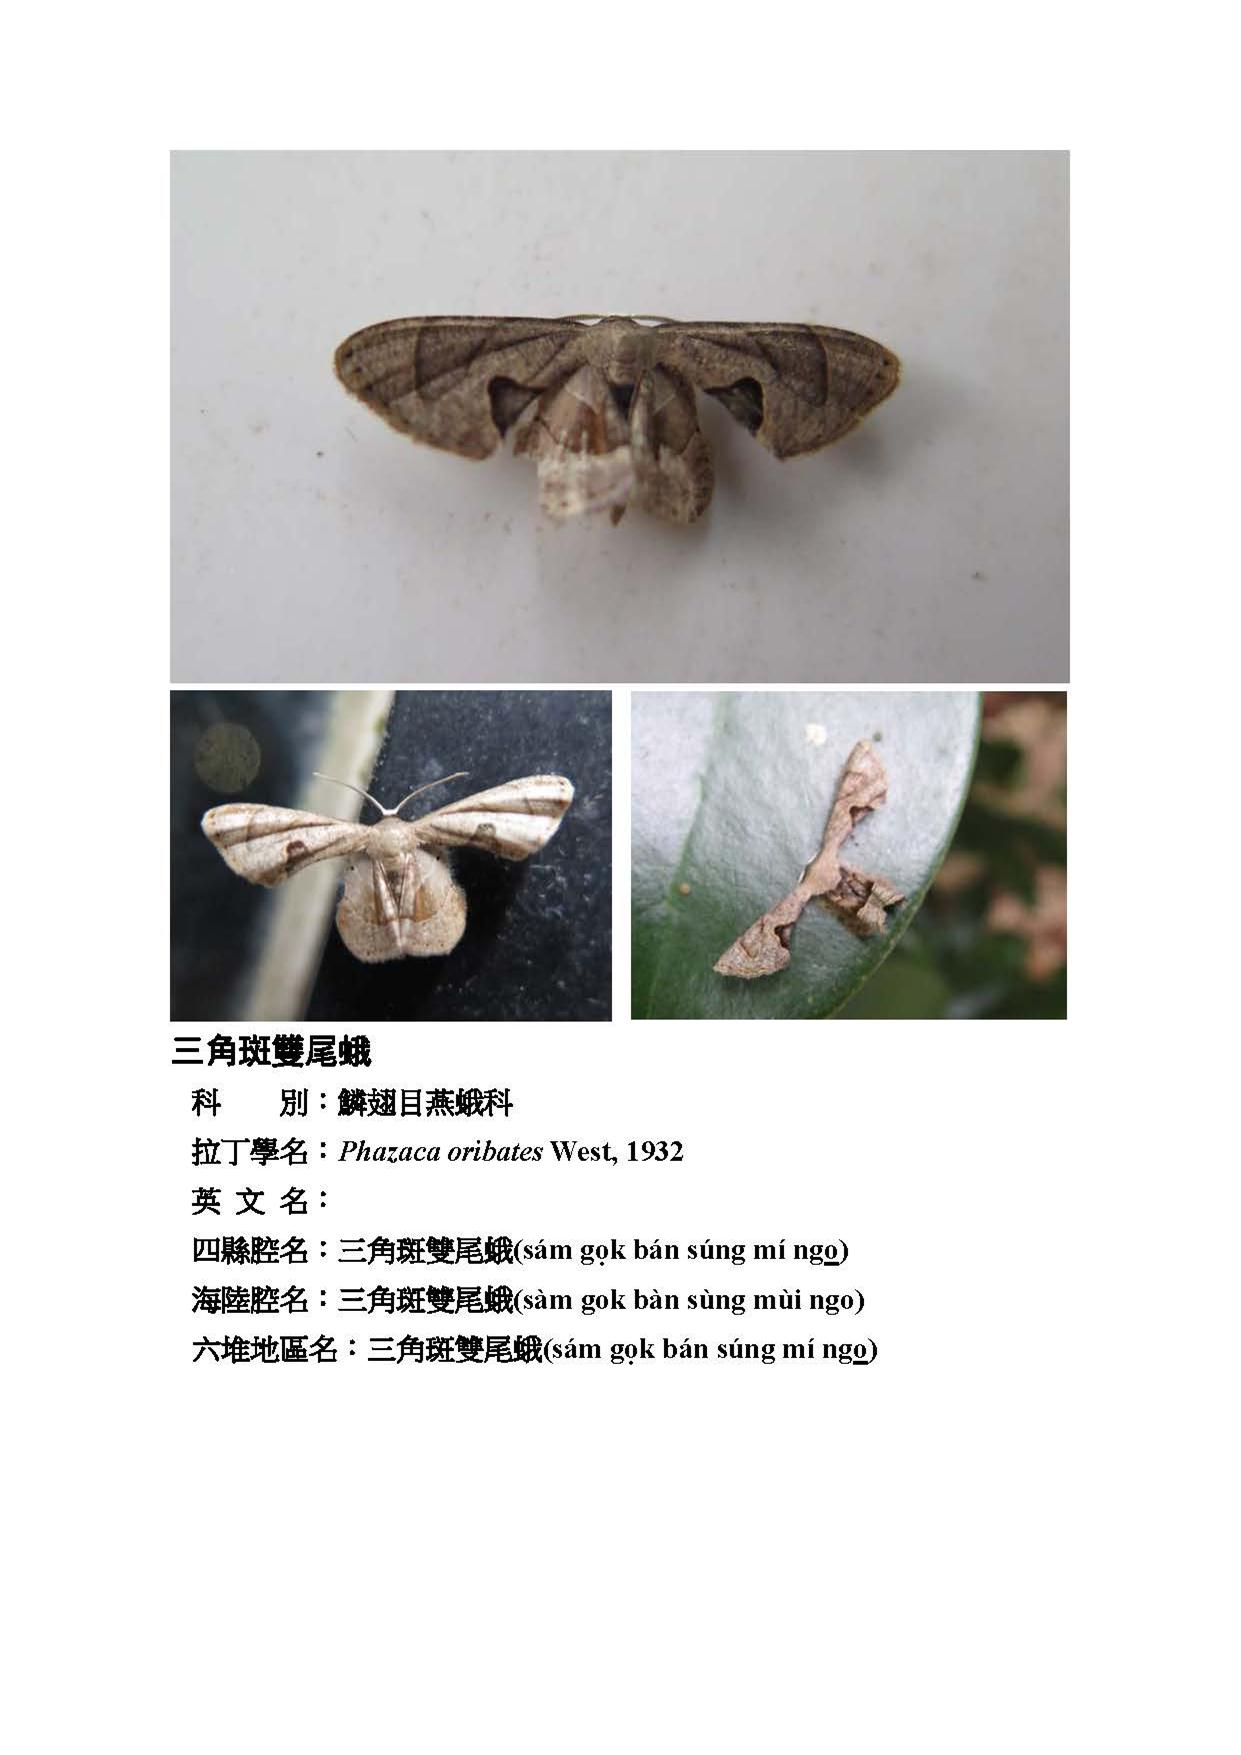 三角斑雙尾蛾
科　　別：鱗翅目燕蛾科
拉丁學名：Phazaca oribates West, 1932
英 文 名：
四縣腔名：三角斑雙尾蛾(sám gọk bán súng mí ngo̲)
海陸腔名：三角斑雙尾蛾(sàm gok bàn sùng mùi ngo)
六堆地區名：三角斑雙尾蛾(sám gọk bán súng mí ngo̲)